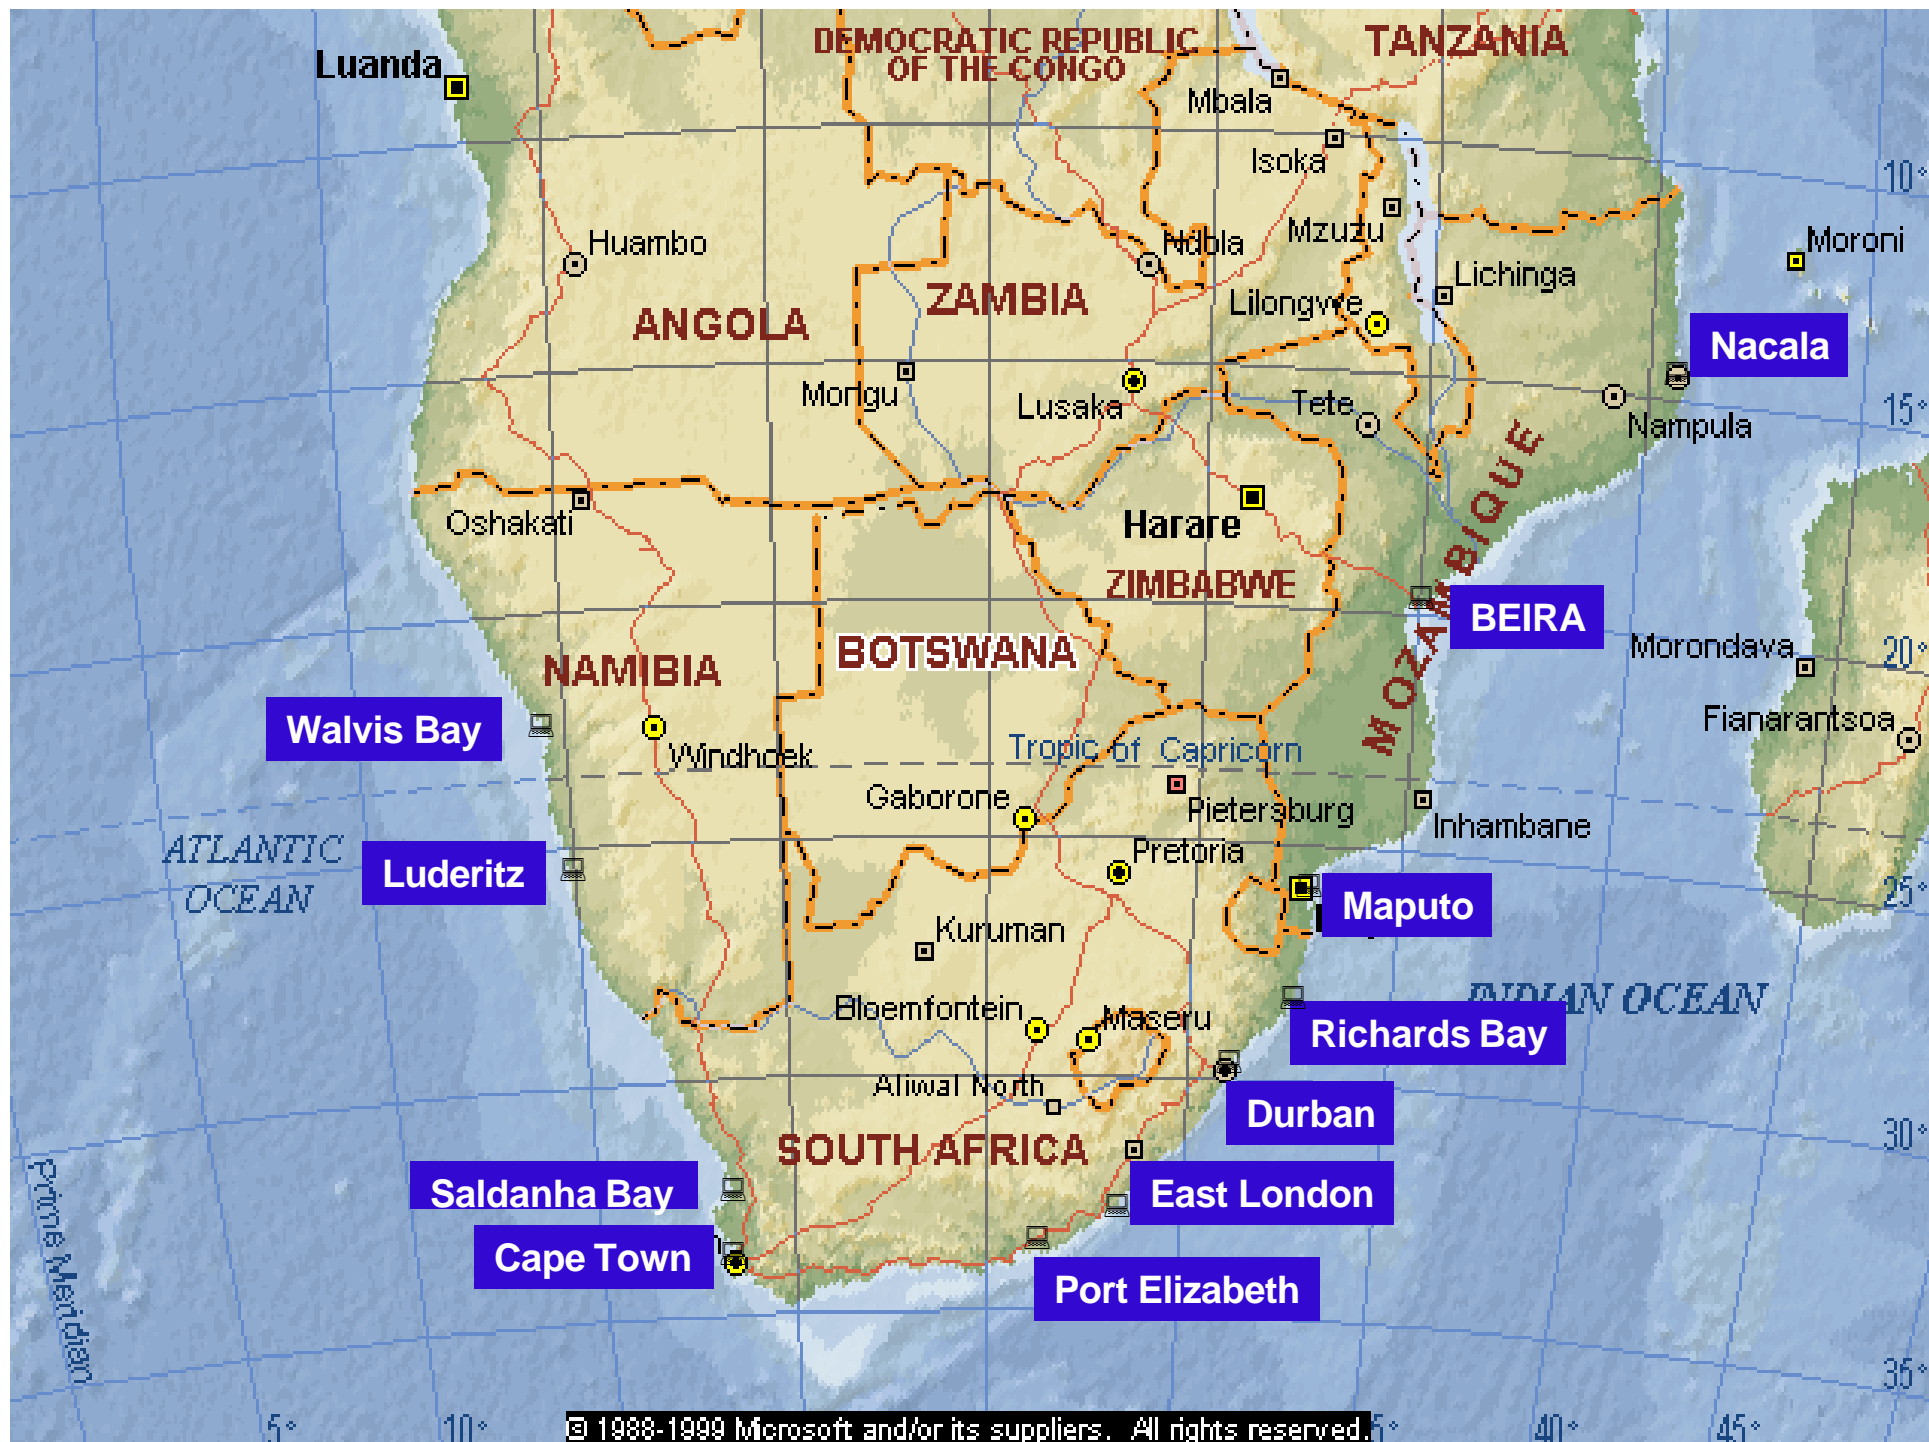 DEMOCRATIC REPUBLIC
OF THE CONGO
TANZANIA
Luanda
Mbala
Isoka
10°
Huambo
Ndola
Mzuzu
Moroni
Lichinga
ZAMBIA
Lilongwe
ANGOLA
Nacala
Mongu
Lusaka
Tete
15°
Nampula
Oshakati
Harare
MOZAMBIQUE
ZIMBABWE
BEIRA
BOTSWANA
Morondava
20°
NAMIBIA
Walvis Bay
Fianarantsoa
Windhoek
Tropic of Capricorn
Gaborone
Pietersburg
Inhambane
ATLANTIC
OCEAN
Luderitz
Pretoria
25°
Maputo
Kuruman
INDIAN OCEAN
Bloemfontein
Maseru
Richards Bay
Aliwal North
Durban
30°
SOUTH AFRICA
Saldanha Bay
East London
Cape Town
Port Elizabeth
Prime Meridian
35°
5°
10°
© 1988-1999 Microsoft and/or its suppliers. All rights reserved.
40°
45°